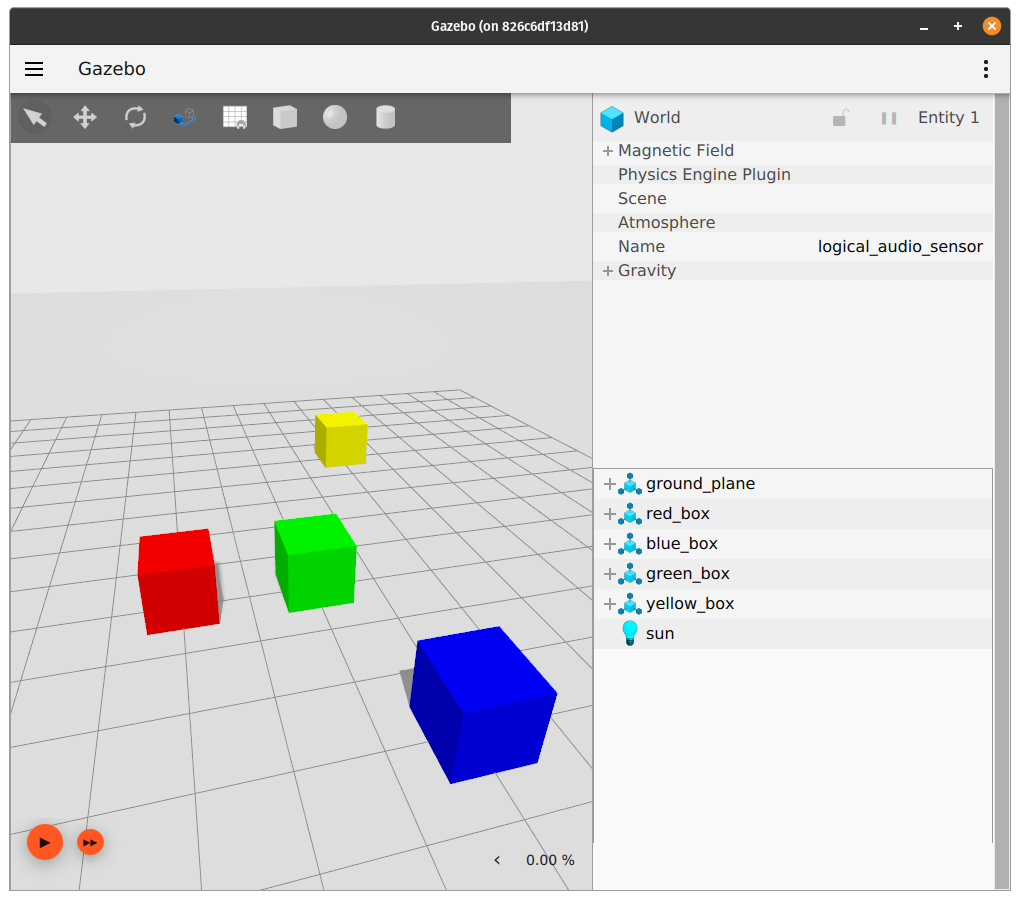 Gazebo (on 826c6df13d81)
Gazebo
World
Entity 1
Magnetic Field
Physics Engine Plugin
Scene
Atmosphere
Name logical_audio_sensor
Gravity
ground_plane
red_box
blue_box
green_box
yellow_box
sun
0.00 %